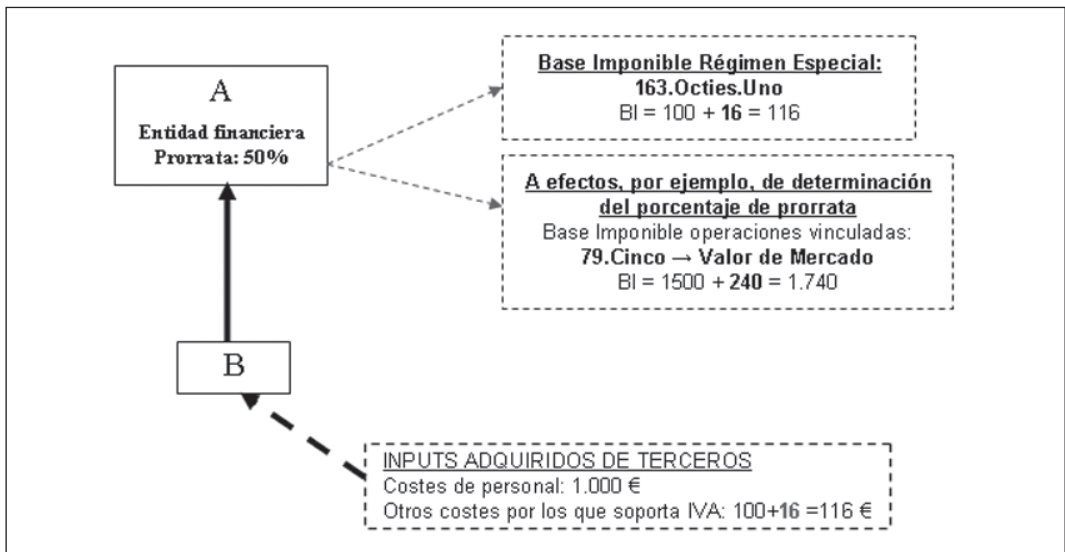 A
Entidad financiera
Prorrata: 50%
Base Imponible Régimen Especial:
163.Octies.Uno
BI = 100 + 16 = 116
A efectos, por ejemplo, de determinación
del porcentaje de prorrata
Base Imponible operaciones vinculadas:
79.Cinco → Valor de Mercado
BI = 1500 + 240 = 1.740
B
INPUTS ADQUIRIDOS DE TERCEROS
Costes de personal: 1.000 €
Otros costes por los que soporta IVA: 100+16 =116 €